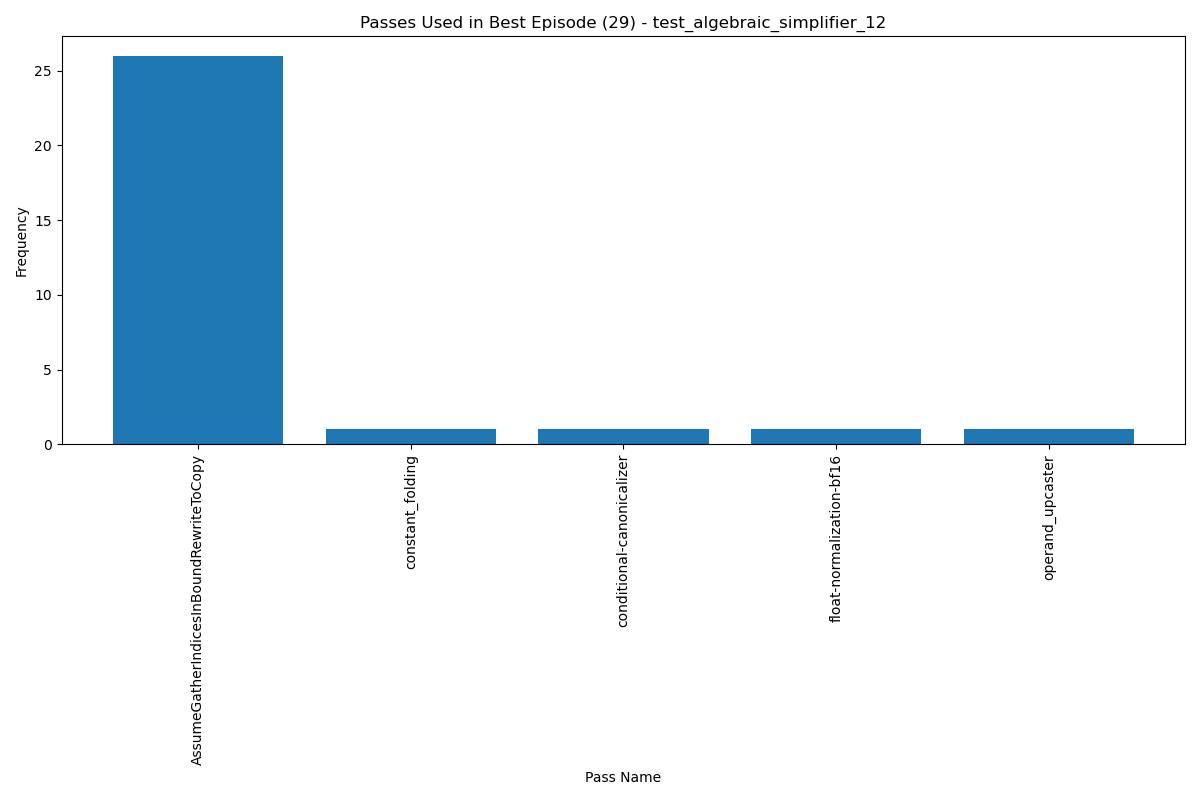 Passes Used in Best Episode (29) - test_algebraic_simplifier_12
Frequency
25
20
15
10
5
0
AssumeGatherIndicesInBoundRewriteToCopy
constant_folding
conditional-canonicalizer
float-normalization-bf16
operand_upcaster
Pass Name